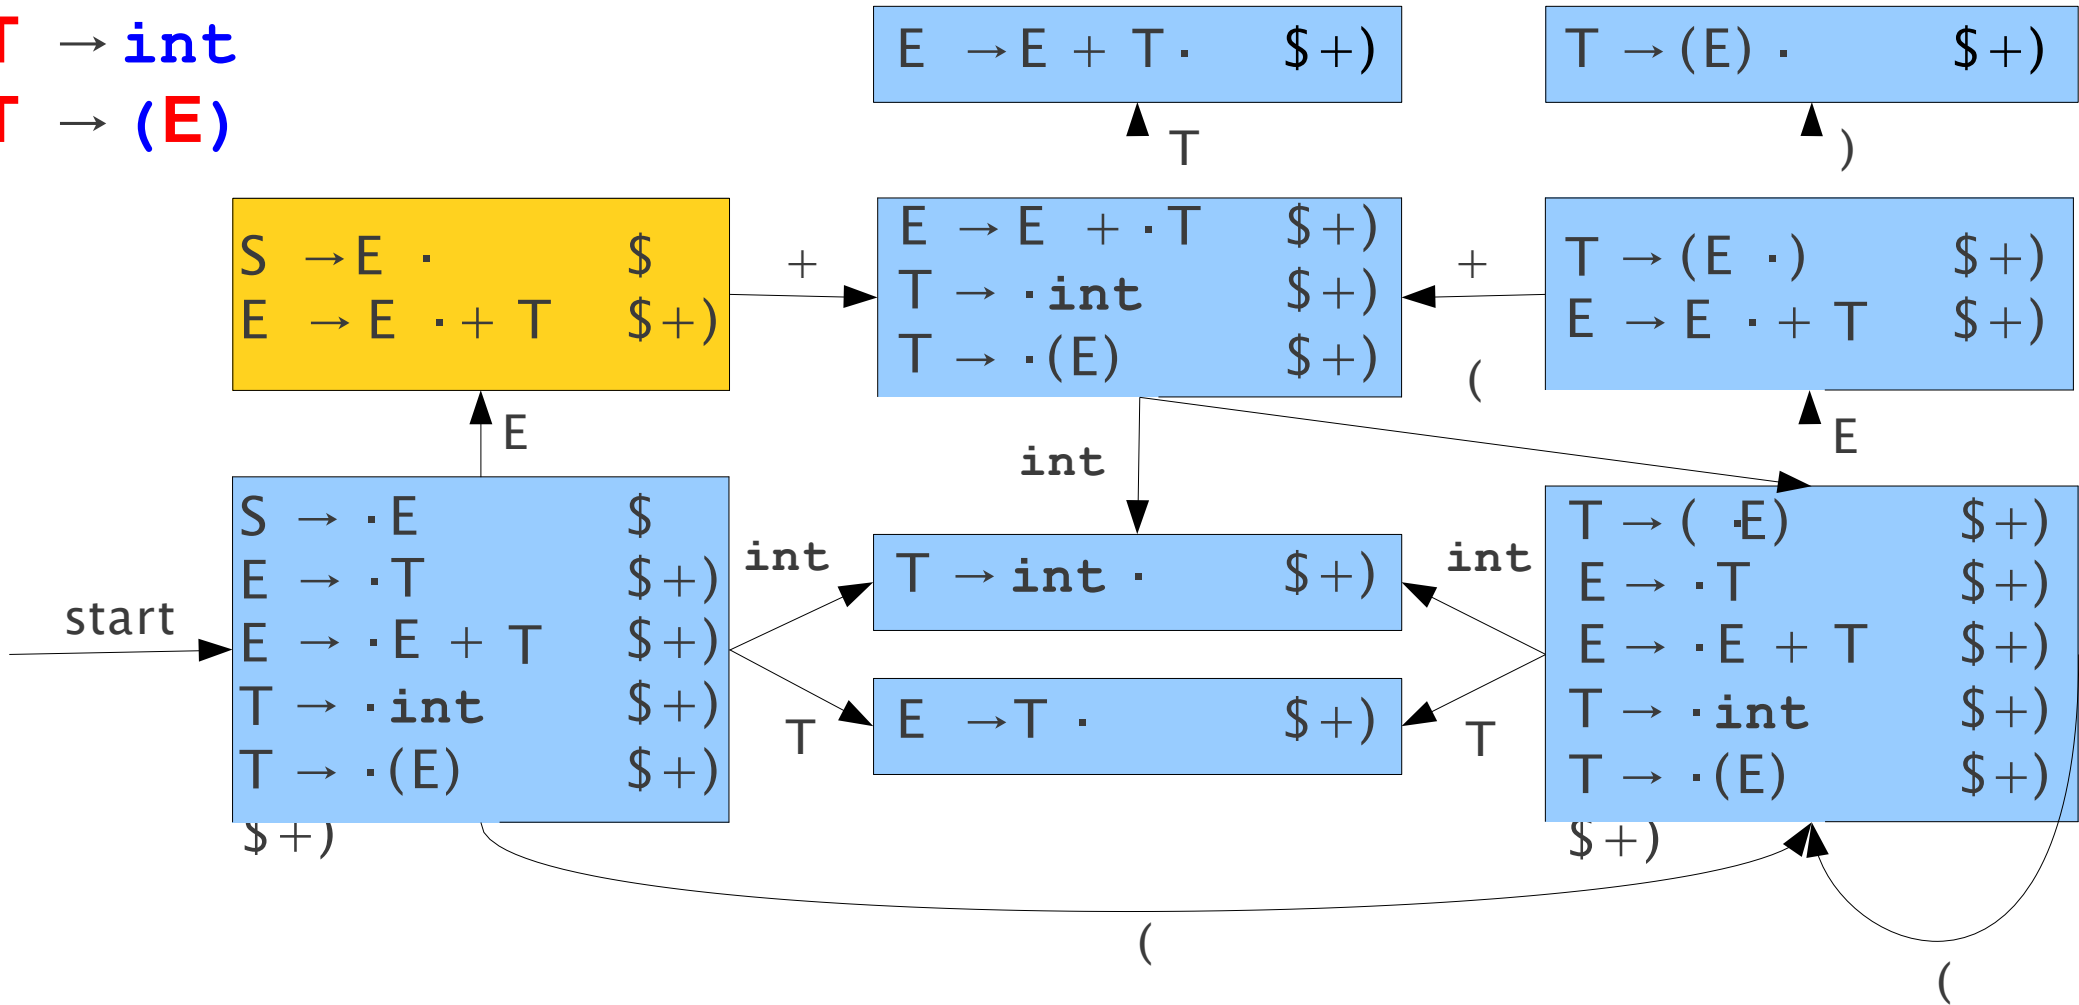 T → int
T → (E)
E → E + T · $+)
T → (E) · $+)
T
)
S → E · $
E → E · + T $+)
+
E → E + · T $+)
T → · int $+)
T → · (E) $+)
+
T → (E · ) $+)
E → E · + T $+)
(
E
int
E
start
S → · E $
E → · T $+)
E → · E + T $+)
T → · int $+)
T → · (E) $+)
$+)
int
T
T → int · $+)
E → T · $+)
int
T
T → ( · E) $+)
E → · T $+)
E → · E + T $+)
T → · int $+)
T → · (E) $+)
$+)
(
(